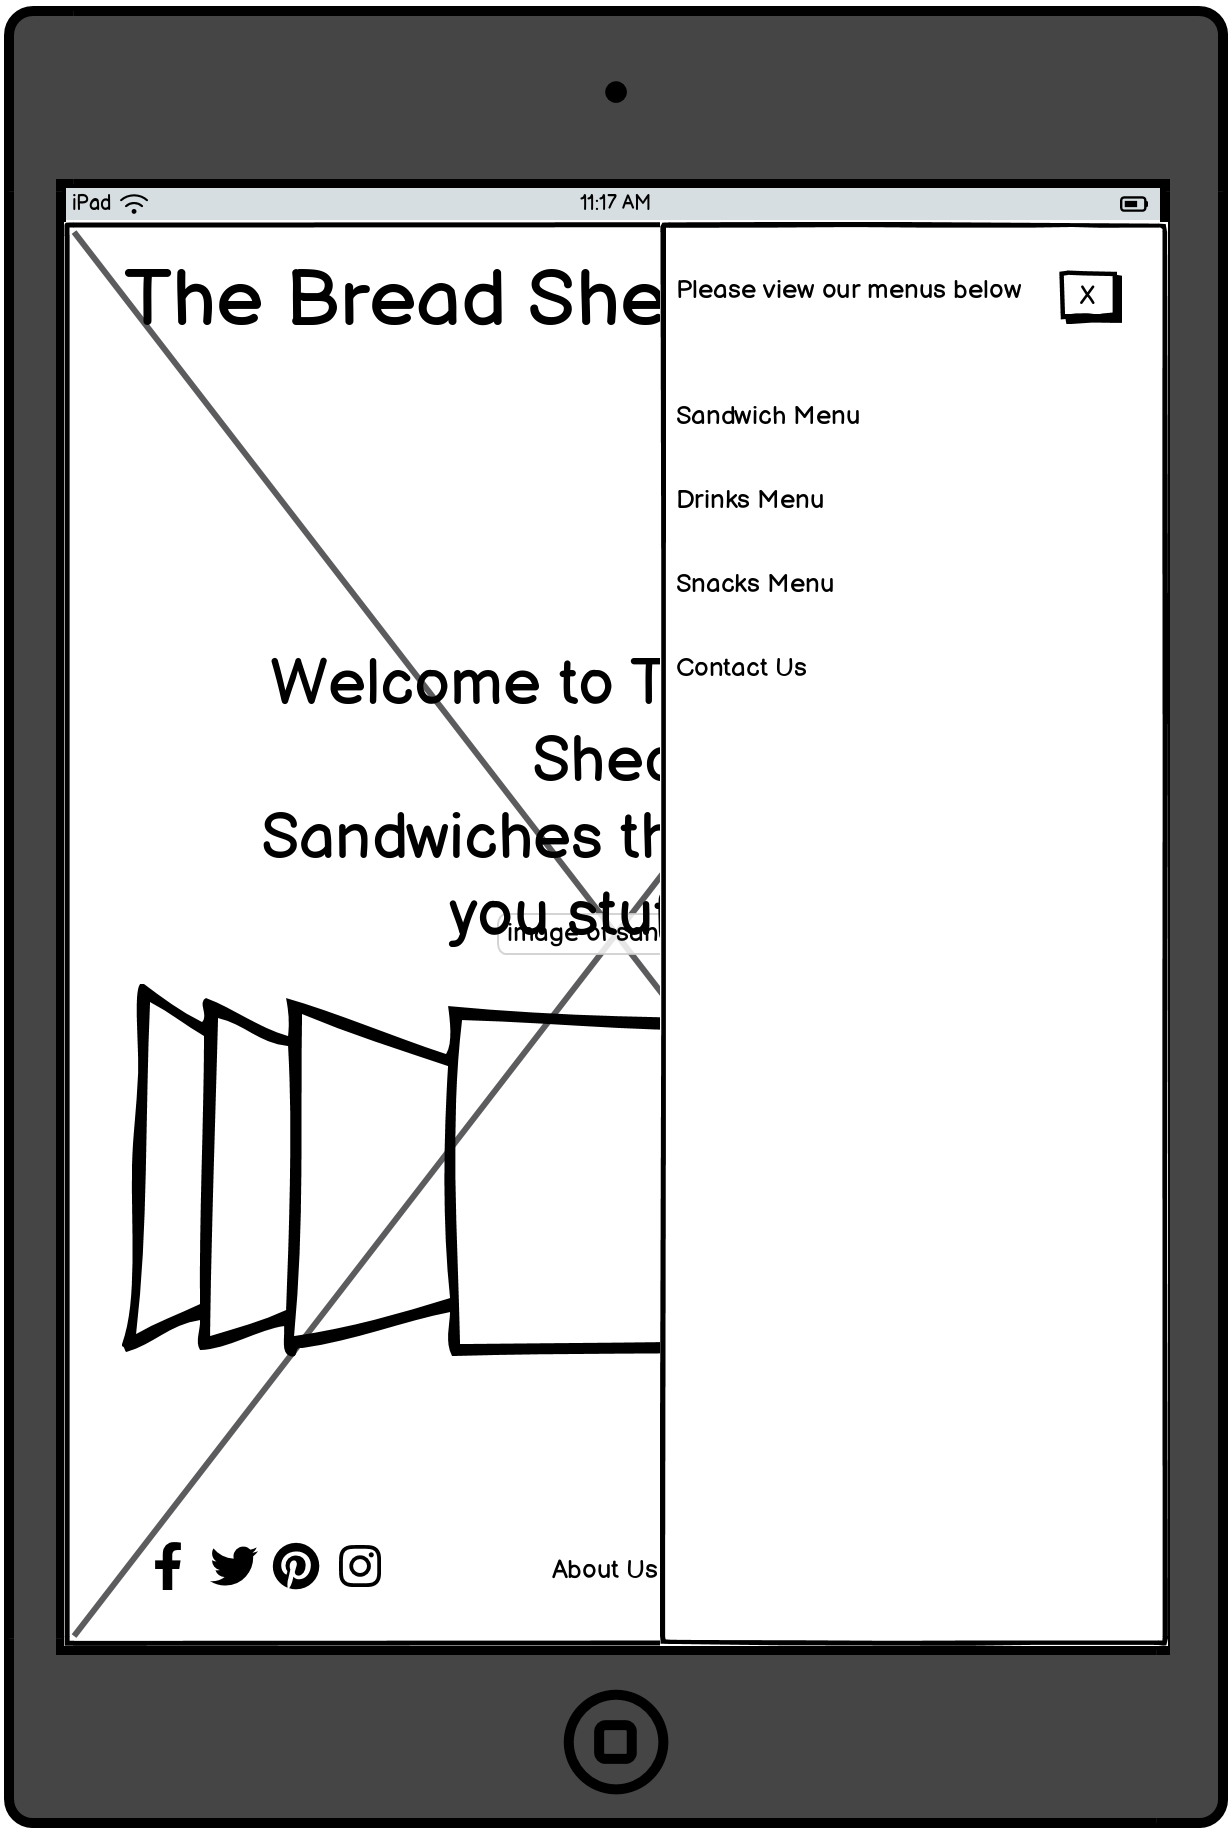 iPad
11:17 AM
The Bread She
Please view our menus below
X
Sandwich Menu
Drinks Menu
Snacks Menu
Contact Us
Welcome to T
Shed
Sandwiches th
you stuf
image of san
About Us